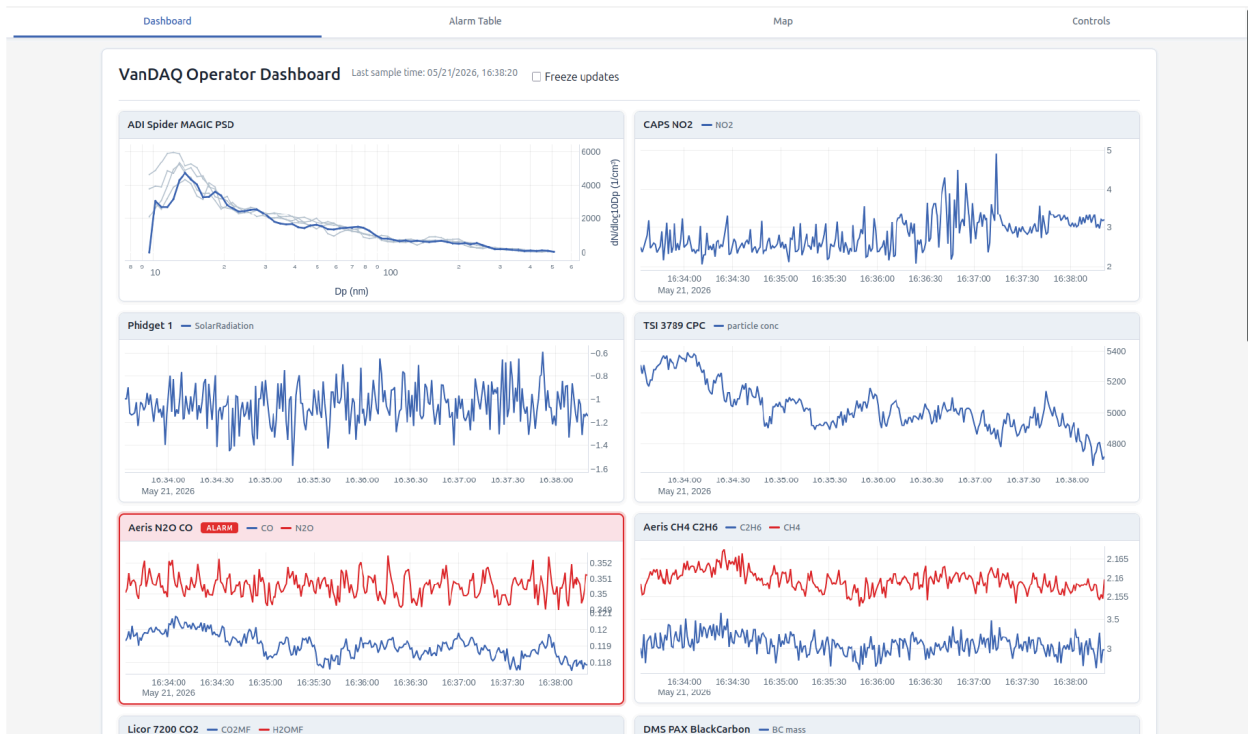 Dashboard Alarm Table Map Controls
VanDAQ Operator Dashboard Last sample time: 05/21/2026, 16:38:20 Freeze updates
ADI Spider MAGIC PSD
6000
4000
2000
0
dN/dlog10Dp (1/cm³)
8 9 10 2 3 4 5 6 7 8 9 100 2 3 4 5 6
Dp (nm)
CAPS NO2 NO2
5
4
3
2
16:34:00 16:34:30 16:35:00 16:35:30 16:36:00 16:36:30 16:37:00 16:37:30 16:38:00
May 21, 2026
Phidget 1 SolarRadiation
−0.6
−0.8
−1
−1.2
−1.4
−1.6
16:34:00 16:34:30 16:35:00 16:35:30 16:36:00 16:36:30 16:37:00 16:37:30 16:38:00
May 21, 2026
TSI 3789 CPC particle conc
5400
5200
5000
4800
16:34:00 16:34:30 16:35:00 16:35:30 16:36:00 16:36:30 16:37:00 16:37:30 16:38:00
May 21, 2026
Aeris N2O CO ALARM CO N2O
0.352
0.351
0.35
0.349
0.121
0.12
0.119
0.118
16:34:00 16:34:30 16:35:00 16:35:30 16:36:00 16:36:30 16:37:00 16:37:30 16:38:00
May 21, 2026
Aeris CH4 C2H6 C2H6 CH4
2.165
2.16
2.155
3.5
3
16:34:00 16:34:30 16:35:00 16:35:30 16:36:00 16:36:30 16:37:00 16:37:30 16:38:00
May 21, 2026
Licor 7200 CO2 CO2MF H2OMF
DMS PAX BlackCarbon BC mass